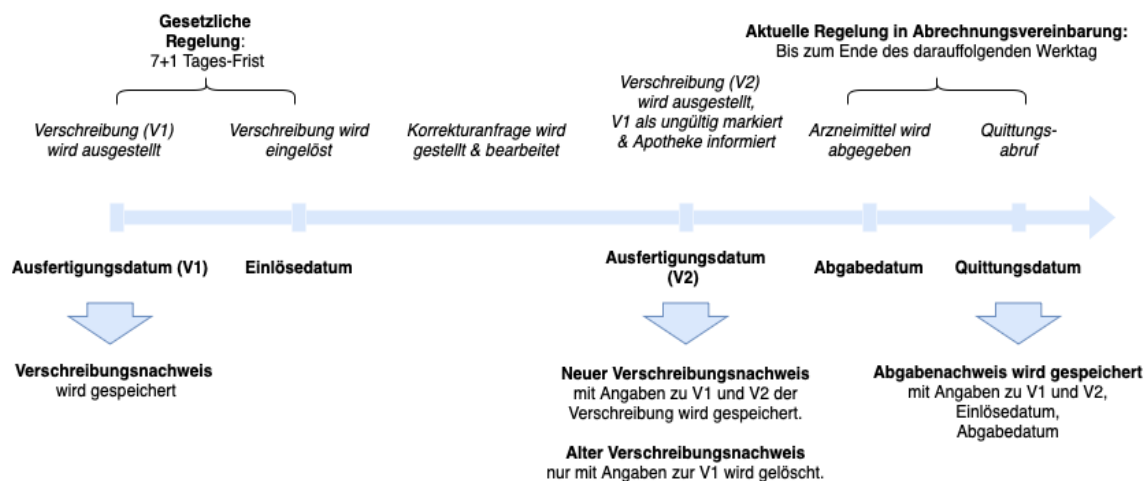 Gesetzliche
Regelung:
7+1 Tages-Frist
Aktuelle Regelung in Abrechnungsvereinbarung:
Bis zum Ende des darauffolgenden Werktag
Verschreibung (V1)
wird ausgestellt
Verschreibung wird
eingelöst
Korrekturanfrage wird
gestellt & bearbeitet
Verschreibung (V2)
wird ausgestellt,
V1 als ungültig markiert
& Apotheke informiert
Arzneimittel wird
abgegeben
Quittungs-
abruf
Ausfertigungsdatum (V1)
Einlösedatum
Ausfertigungsdatum
(V2)
Abgabedatum
Quittungsdatum
Verschreibungsnachweis
wird gespeichert
Neuer Verschreibungsnachweis
mit Angaben zu V1 und V2 der
Verschreibung wird gespeichert.
Alter Verschreibungsnachweis
nur mit Angaben zur V1 wird gelöscht.
Abgabenachweis wird gespeichert
mit Angaben zu V1 und V2,
Einlösedatum,
Abgabedatum